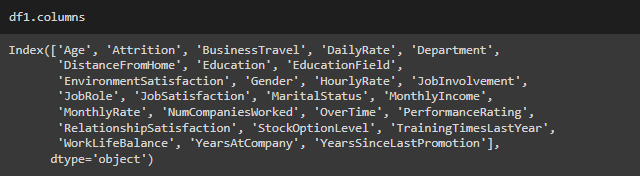 df1.columns
Index(['Age', 'Attrition', 'BusinessTravel', 'DailyRate', 'Department',
'DistanceFromHome', 'Education', 'EducationField',
'EnvironmentSatisfaction', 'Gender', 'HourlyRate', 'JobInvolvement',
'JobRole', 'JobSatisfaction', 'MaritalStatus', 'MonthlyIncome',
'MonthlyRate', 'NumCompaniesWorked', 'OverTime', 'PerformanceRating',
'RelationshipSatisfaction', 'StockOptionLevel', 'TrainingTimesLastYear',
'WorkLifeBalance', 'YearsAtCompany', 'YearsSinceLastPromotion'],
dtype='object')